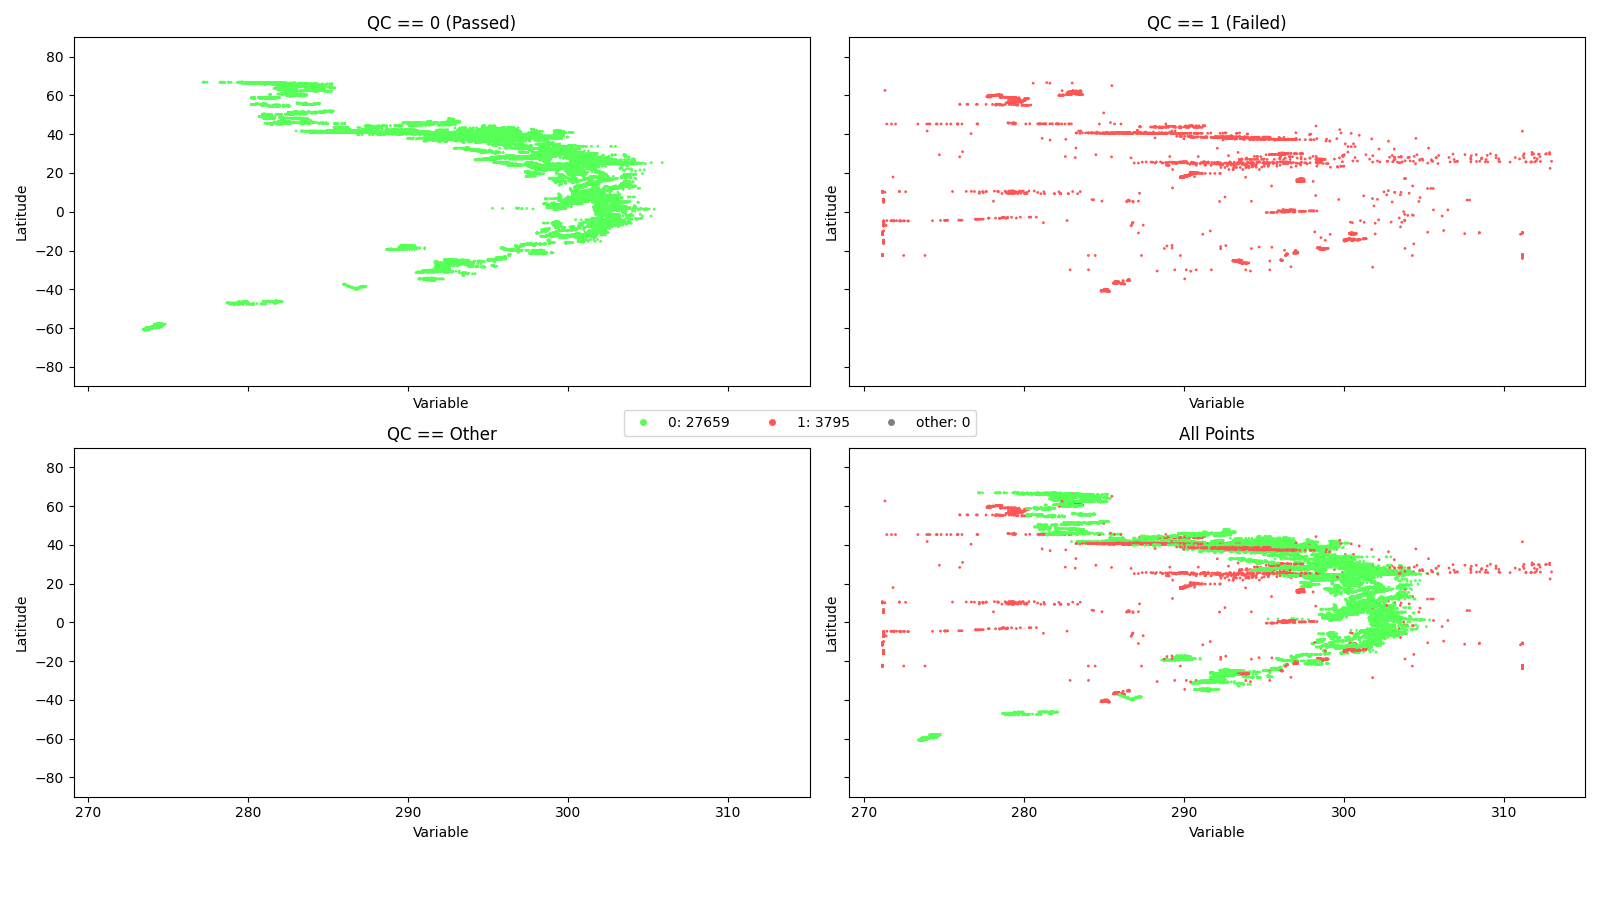 QC == 0 (Passed)
QC == 1 (Failed)
80
60
40
20
0
−20
−40
−60
−80
Latitude
Latitude
Variable
Variable
0: 27659
1: 3795
other: 0
QC == Other
All Points
80
60
40
20
0
−20
−40
−60
−80
Latitude
Latitude
270
280
290
300
310
270
280
290
300
310
Variable
Variable